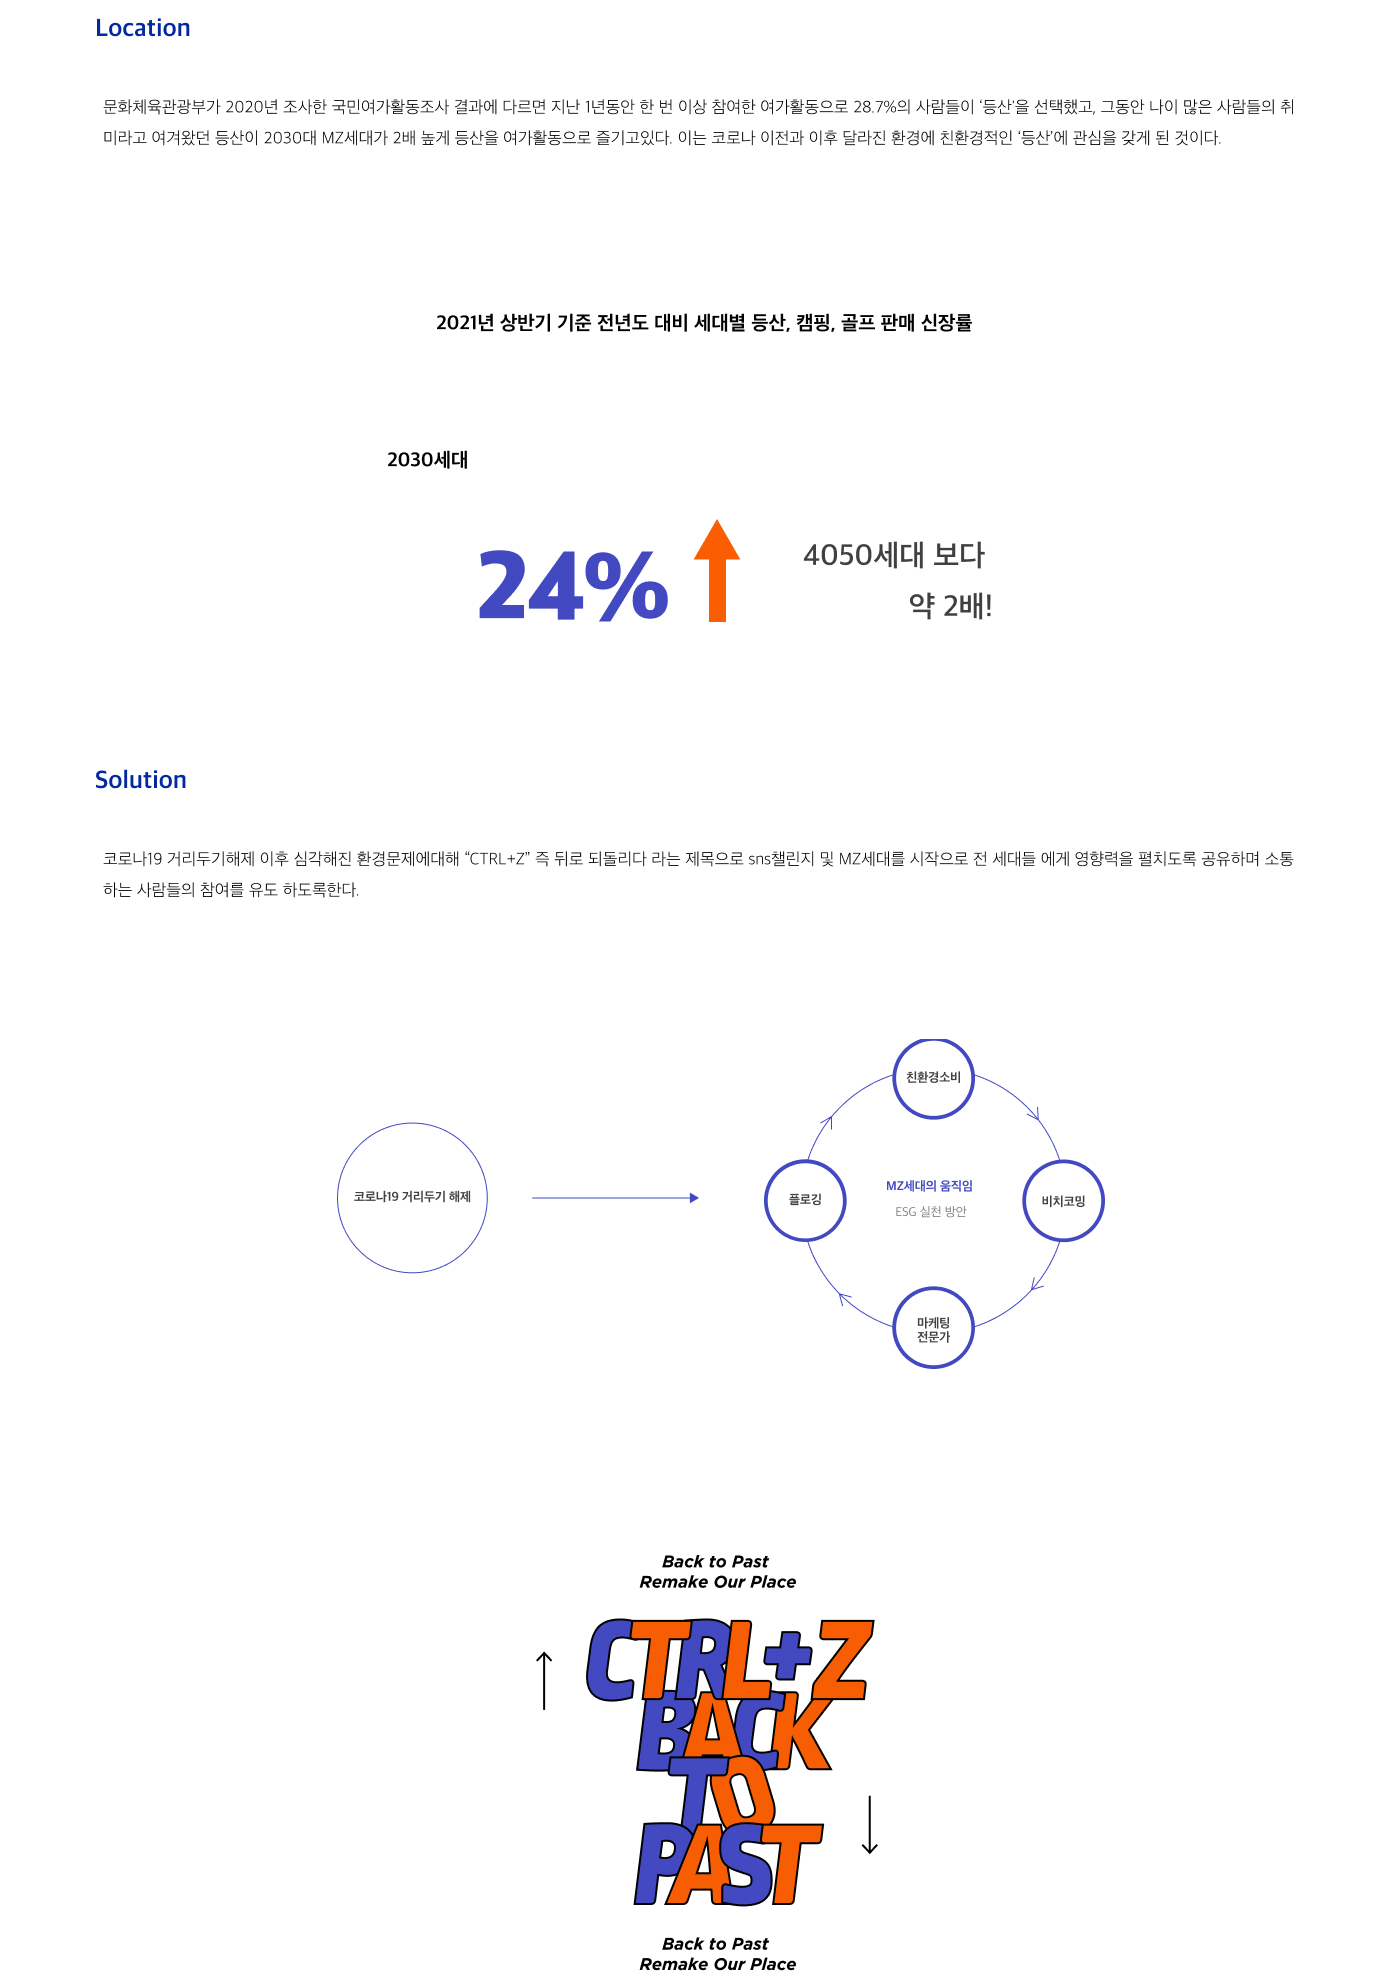 Location
문화체육관광부가 2020년 조사한 국민여가활동조사 결과에 다르면 지난 1년동안 한 번 이상 참여한 여가활동으로 28.7%의 사람들이 ‘등산’을 선택했고, 그동안 나이 많은 사람들의 취
미라고 여겨왔던 등산이 2030대 MZ세대가 2배 높게 등산을 여가활동으로 즐기고있다. 이는 코로나 이전과 이후 달라진 환경에 친환경적인 ‘등산’에 관심을 갖게 된 것이다.
2021년 상반기 기준 전년도 대비 세대별 등산, 캠핑, 골프 판매 신장률
2030세대
24%
4050세대 보다
약 2배!
Solution
코로나19 거리두기해제 이후 심각해진 환경문제에대해 “CTRL+Z” 즉 뒤로 되돌리다 라는 제목으로 sns챌린지 및 MZ세대를 시작으로 전 세대들 에게 영향력을 펼치도록 공유하며 소통
하는 사람들의 참여를 유도 하도록한다.
친환경소비
코로나19 거리두기 해제
플로깅
MZ세대의 움직임
ESG 실천 방안
비치코밍
마케팅
전문가
Back to Past
Remake Our Place
CTRL+Z
BACK
TO
PAST
Back to Past
Remake Our Place